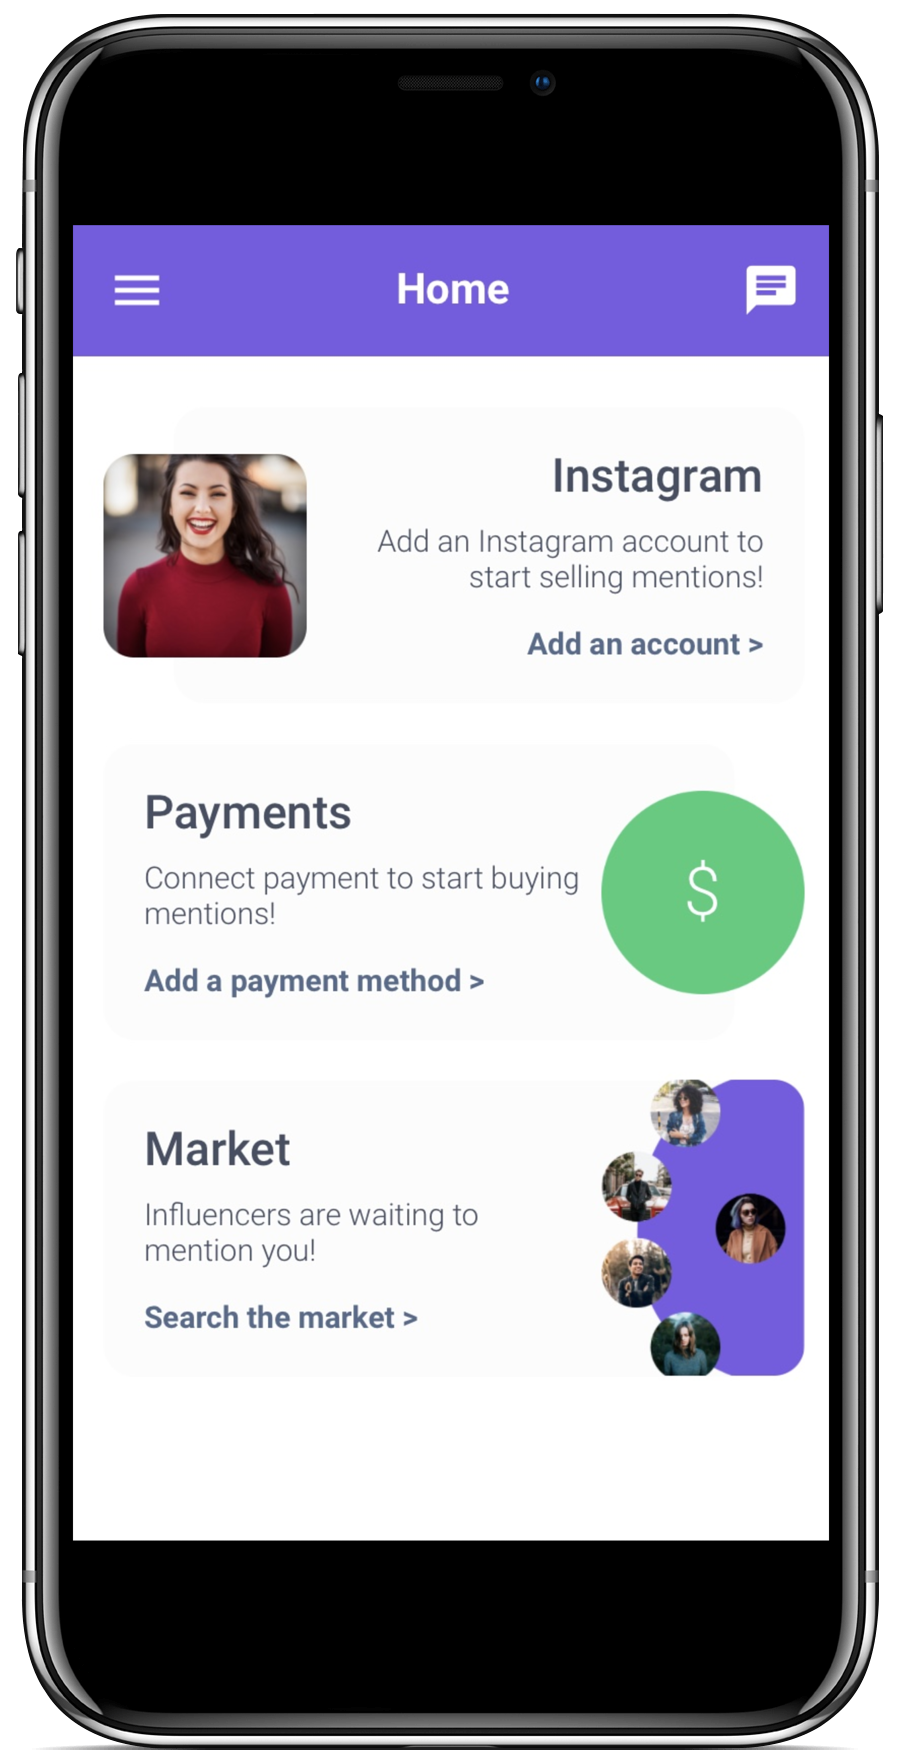 Home
Instagram
Add an Instagram account to
start selling mentions!
Add an account >
Payments
Connect payment to start buying
mentions!
Add a payment method >
$
Market
Influencers are waiting to
mention you!
Search the market >